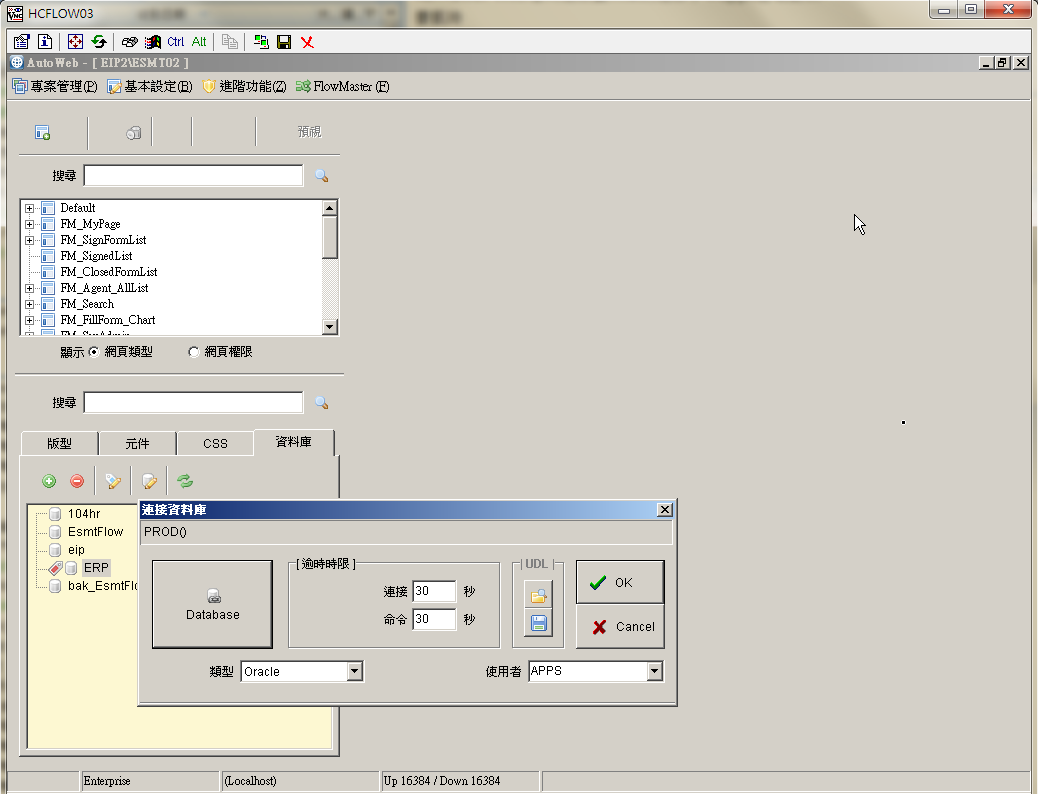 HCFLOW03
Ctrl Alt
AutoWeb - [ EIP2\ESMT02 ]
專案管理(P) 基本設定(B) 進階功能(Z) FlowMaster (F)
預視
搜尋
Default
FM_MyPage
FM_SignFormList
FM_SignedList
FM_ClosedFormList
FM_Agent_AllList
FM_Search
FM_FillForm_Chart
顯示 網頁類型 網頁權限
搜尋
版型 元件 CSS 資料庫
104hr
EsmtFlow
eip
ERP
bak_EsmtFlo
連接資料庫
PROD()
Database
[ 逾時時限 ]
連接 30 秒
命令 30 秒
UDL
OK
Cancel
類型 Oracle
使用者 APPS
Enterprise (Localhost) Up 16384 / Down 16384